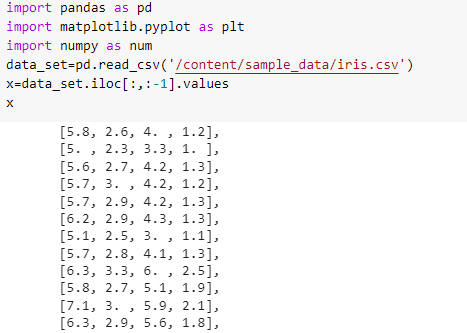 import pandas as pd
import matplotlib.pyplot as plt
import numpy as num
data_set=pd.read_csv('/content/sample_data/iris.csv')
x=data_set.iloc[:,:-1].values
x
[5.8, 2.6, 4. , 1.2],
[5. , 2.3, 3.3, 1. ],
[5.6, 2.7, 4.2, 1.3],
[5.7, 3. , 4.2, 1.2],
[5.7, 2.9, 4.2, 1.3],
[6.2, 2.9, 4.3, 1.3],
[5.1, 2.5, 3. , 1.1],
[5.7, 2.8, 4.1, 1.3],
[6.3, 3.3, 6. , 2.5],
[5.8, 2.7, 5.1, 1.9],
[7.1, 3. , 5.9, 2.1],
[6.3, 2.9, 5.6, 1.8],